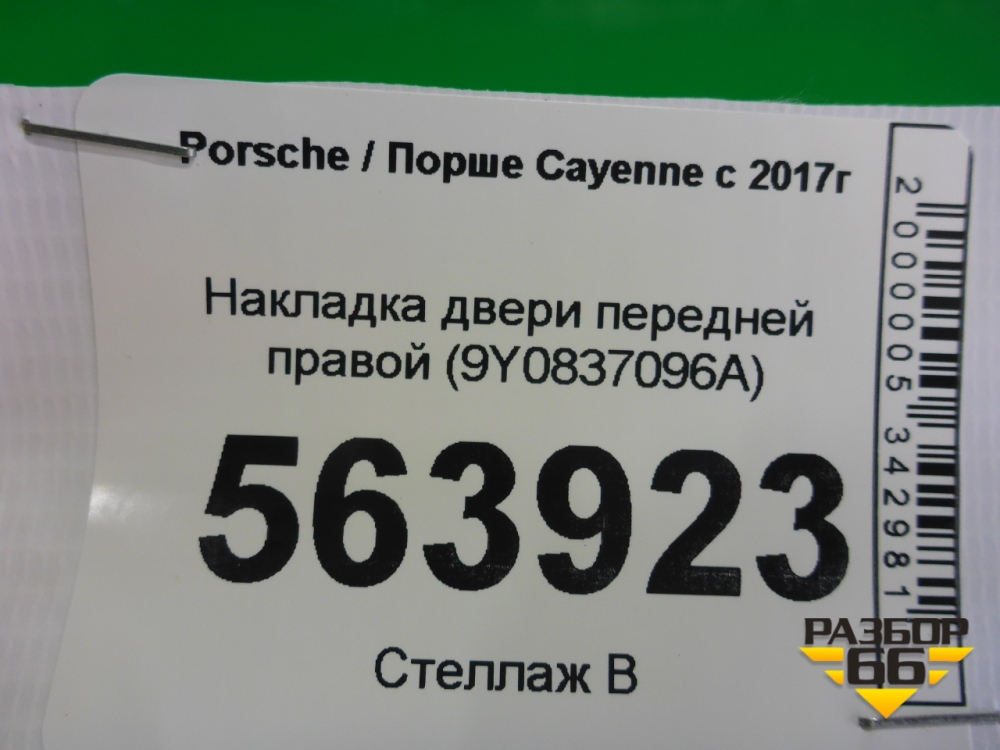 Porsche / Порше Cayenne с 2017г
Накладка двери передней
правой (9Y0837096A)
563923
Стеллаж В
2000005342981
РАЗБОР
66